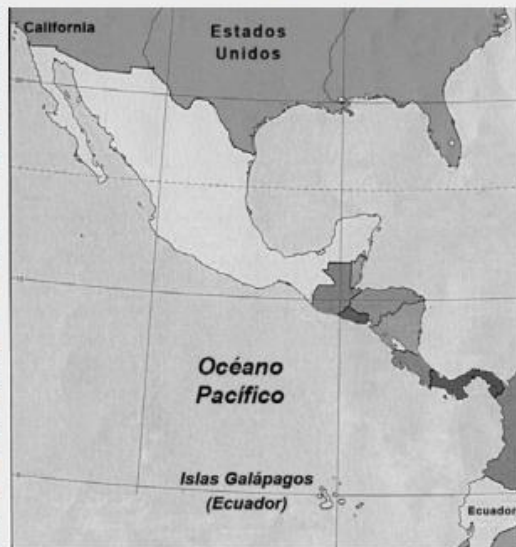 California
Estados
Unidos
Océano
Pacífico
Islas Galápagos
(Ecuador)
Ecuador